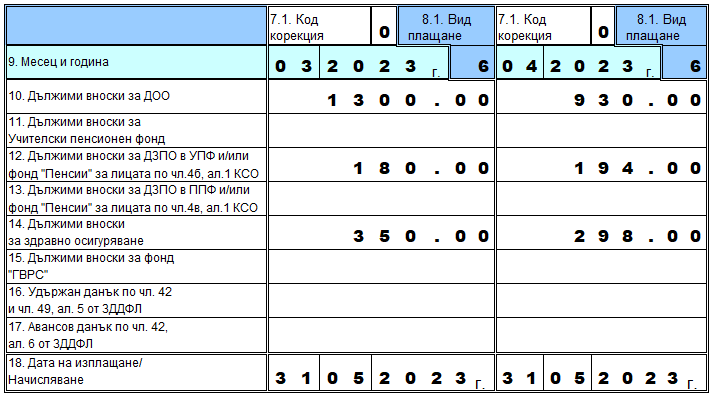 7.1. Код корекция 0 8.1. Вид плащане 7.1. Код корекция 0 8.1. Вид плащане
9. Месец и година 0 3 2 0 2 3 г. 6 0 4 2 0 2 3 г. 6
10. Дължими вноски за ДОО 1 3 0 0 . 0 0 9 3 0 . 0 0
11. Дължими вноски за
Учителски пенсионен фонд
12. Дължими вноски за ДЗПО в УПФ и/или
фонд "Пенсии" за лицата по чл.4б, ал.1 КСО 1 8 0 . 0 0 1 9 4 . 0 0
13. Дължими вноски за ДЗПО в ППФ и/или
фонд "Пенсии" за лицата по чл.4в, ал.1 КСО
14. Дължими вноски
за здравно осигуряване 3 5 0 . 0 0 2 9 8 . 0 0
15. Дължими вноски за фонд
"ГВРС"
16. Удържан данък по чл. 42
и чл. 49, ал. 5 от ЗДДФЛ
17. Авансов данък по чл. 42,
ал. 6 от ЗДДФЛ
18. Дата на изплащане/
Начисляване 3 1 0 5 2 0 2 3 г. 3 1 0 5 2 0 2 3 г.